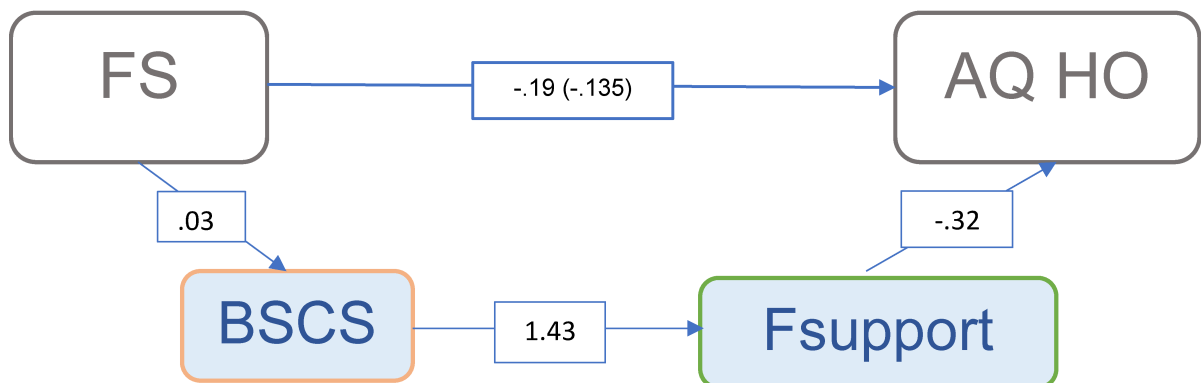 FS
-.19 (-.135)
AQ HO
.03
-.32
BSCS
1.43
Fsupport